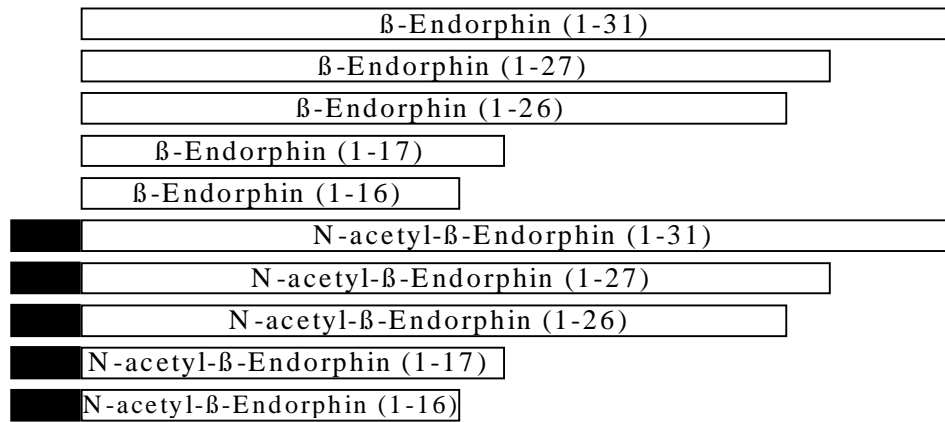 ß-Endorphin (1-31)
ß-Endorphin (1-27)
ß-Endorphin (1-26)
ß-Endorphin (1-17)
ß-Endorphin (1-16)
N-acetyl-ß-Endorphin (1-31)
N-acetyl-ß-Endorphin (1-27)
N-acetyl-ß-Endorphin (1-26)
N-acetyl-ß-Endorphin (1-17)
N-acetyl-ß-Endorphin (1-16)